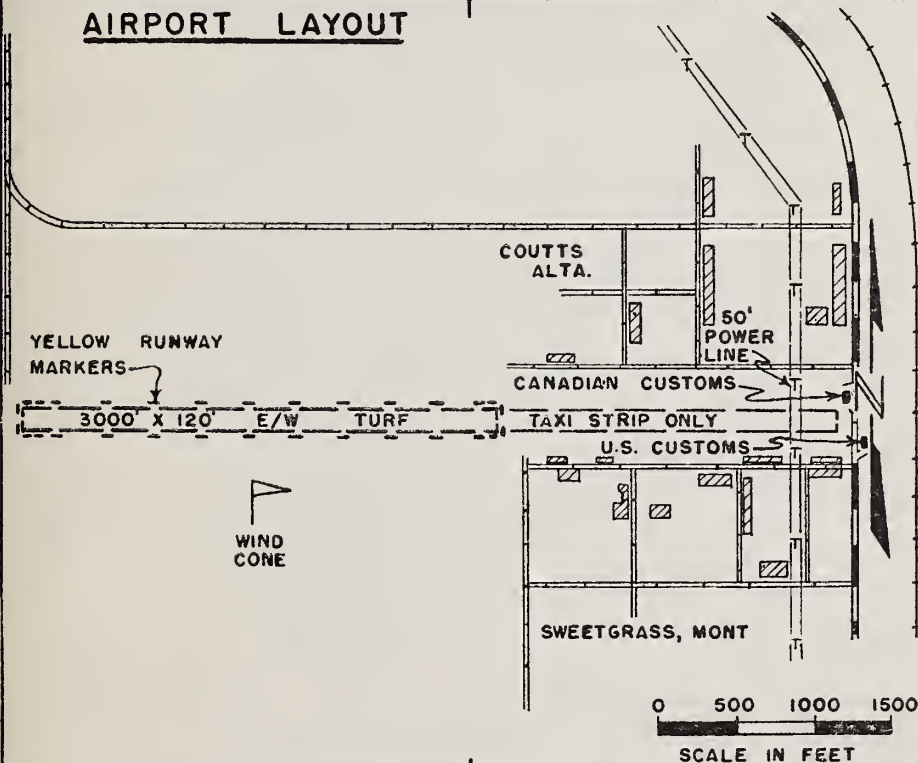 AIRPORT LAYOUT
COUTTS
ALTA.
YELLOW RUNWAY
MARKERS
50'
POWER
LINE
CANADIAN CUSTOMS
3000' X 120' E/W TURF
TAXI STRIP ONLY
U.S. CUSTOMS
WIND
CONE
SWEETGRASS, MONT
0 500 1000 1500
SCALE IN FEET